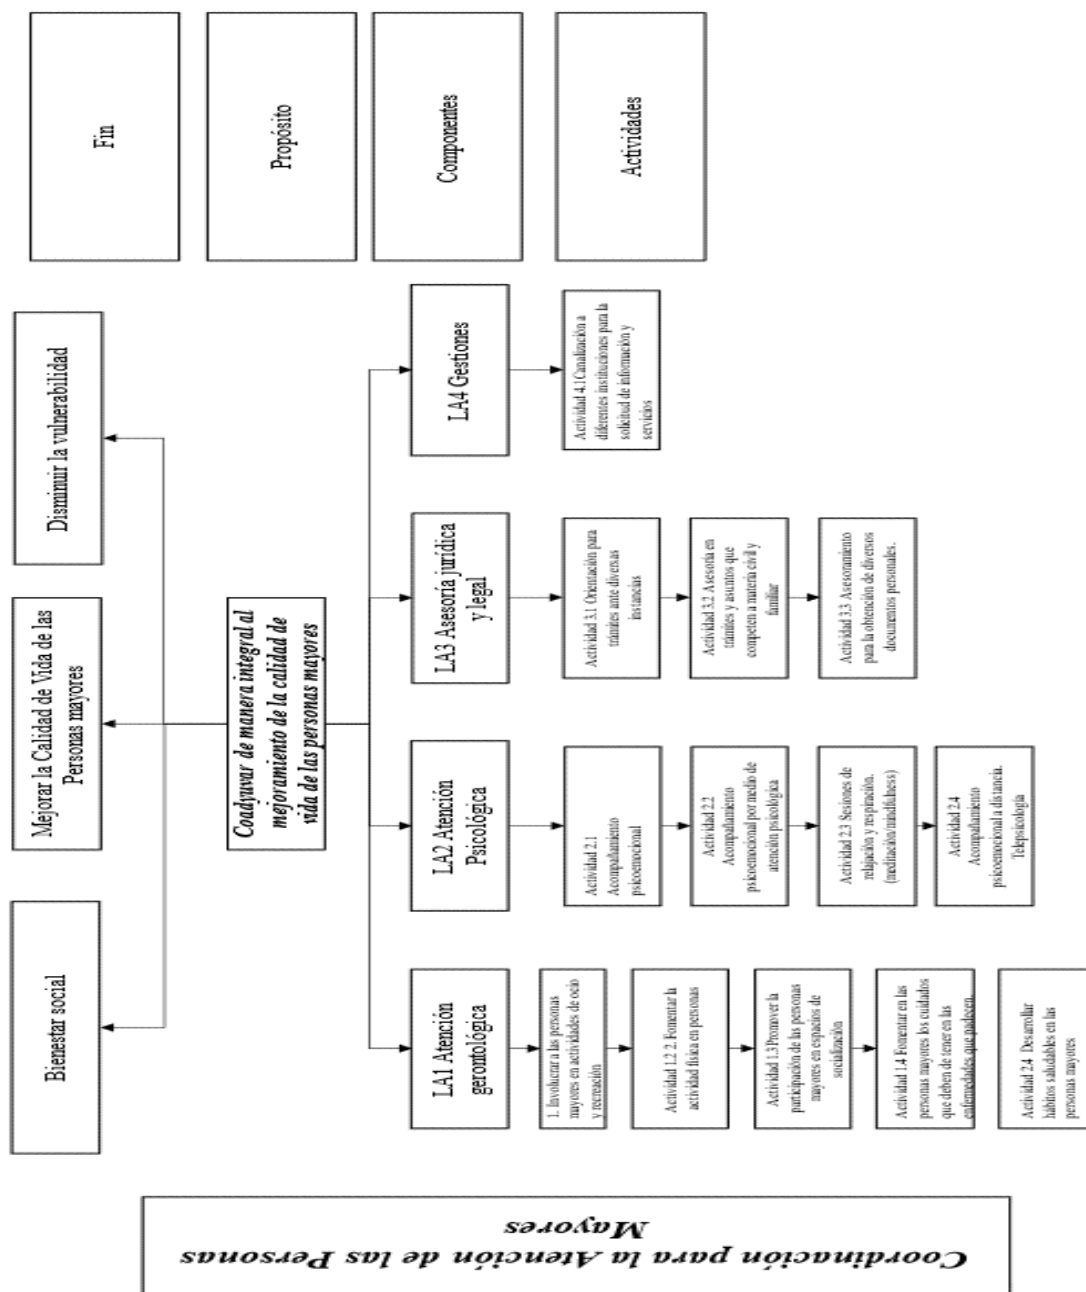 Coordinación para la Atención de las Personas
Mayores
Bienestar social
Mejorar la Calidad de Vida de las
Personas mayores
Disminuir la vulnerabilidad
Fin
Coadyuvar de manera integral al
mejoramiento de la calidad de
vida de las personas mayores
Propósito
LA1 Atención
gerontológica
LA2 Atención
Psicológica
LA3 Asesoría jurídica
y legal
LA4 Gestiones
Componentes
1. Involucrar a las personas
mayores en actividades de ocio
y recreación
Actividad 1.2 2. Fomentar la
actividad física en personas
Actividad 1.3Promover la
participación de las personas
mayores en espacios de
socialización
Actividad 1.4 Fomentar en las
personas mayores los cuidados
que deben de tener en las
enfermedades que padecen
Actividad 2.4 Desarrollar
hábitos saludables en las
personas mayores
Actividad 2.1
Acompañamiento
psicoemocional
Actividad 2.2
Acompañamiento
psicoemocional por medio de
atención psicológica
Actividad 2.3 Sesiones de
relajación y respiración.
(meditación/mindfulness)
Actividad 2.4
Acompañamiento
psicoemocional a distancia.
Telepsicología
Actividad 3.1 Orientación para
trámites ante diversas
instancias
Actividad 3.2 Asesoría en
trámites y asuntos que
competen a materia civil y
familiar
Actividad 3.3 Asesoramiento
para la obtención de diversos
documentos personales.
Actividad 4.1Canalización a
diferentes instituciones para la
solicitud de información y
servicios
Actividades